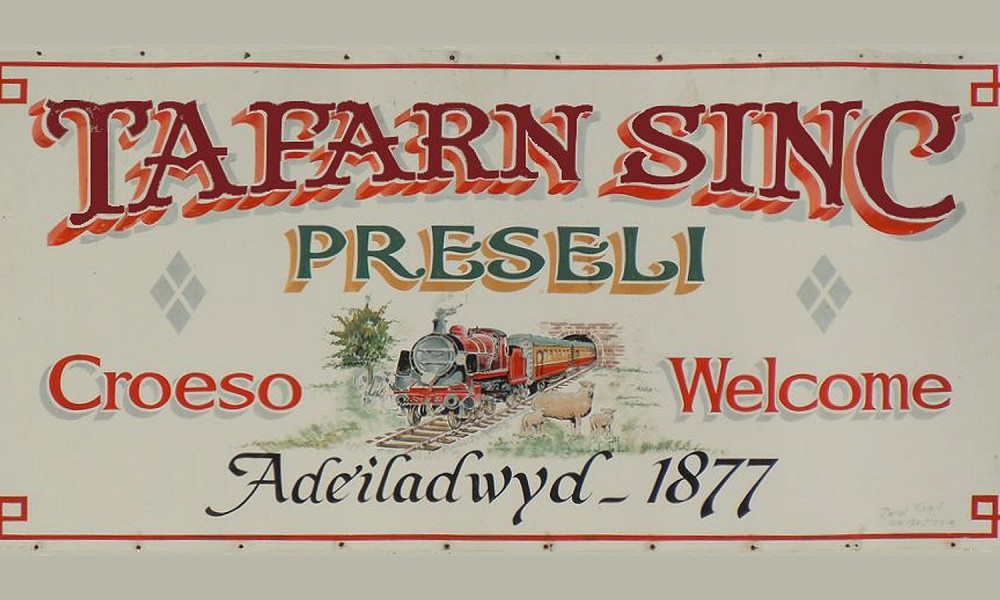 TAFARN SINC
PRESELI
Croeso Welcome
Adeiladwyd - 1877